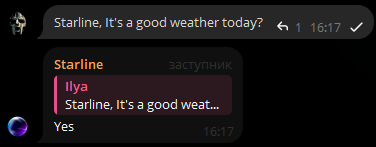 Starline, It's a good weather today? 1 16:17
Starline заступник
Ilya
Starline, It's a good weat...
Yes 16:17